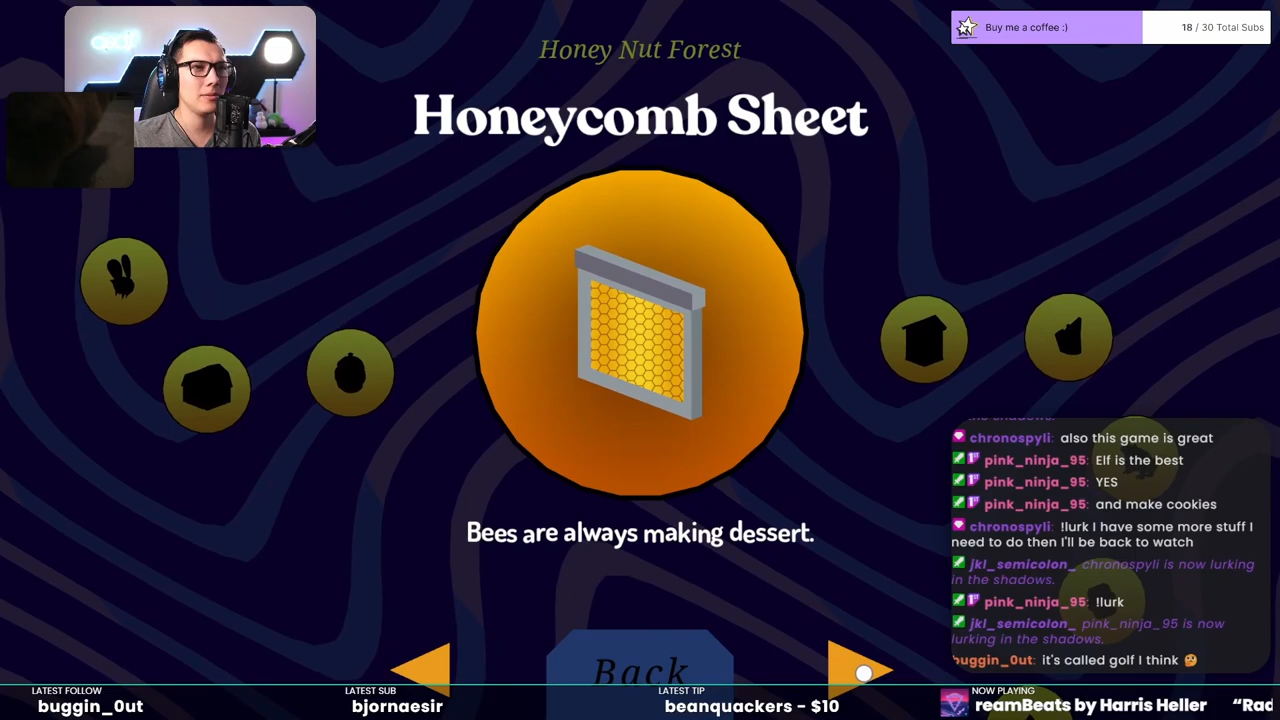 Honey Nut Forest
Honeycomb Sheet
Buy me a coffee :)
18 / 30 Total Subs
Bees are always making dessert.
the shadows.
chronospyli: also this game is great
pink_ninja_95: Elf is the best
pink_ninja_95: YES
pink_ninja_95: and make cookies
chronospyli: !lurk I have some more stuff I
need to do then I'll be back to watch
jkl_semicolon_ chronospyli is now lurking
in the shadows.
pink_ninja_95: !lurk
jkl_semicolon_ pink_ninja_95 is now
lurking in the shadows.
buggin_0ut: it's called golf I think 🤔
Back
LATEST FOLLOW
buggin_0ut
LATEST SUB
bjornaesir
LATEST TIP
beanquackers - $10
NOW PLAYING
reamBeats by Harris Heller “Rad